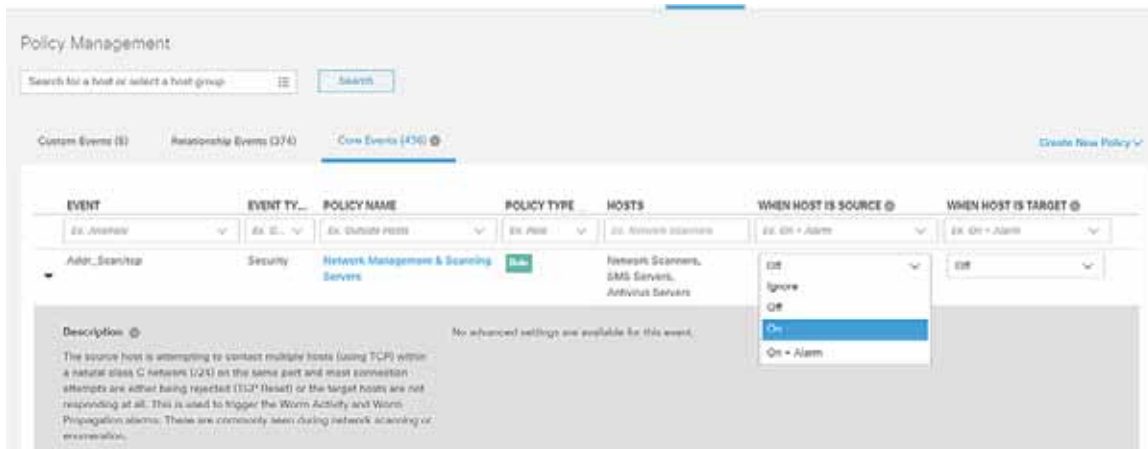 Policy Management
Search for a host or select a host group
Search
Custom Events (5) Relationship Events (374) Core Events (436)
Create New Policy
EVENT EVENT TY... POLICY NAME POLICY TYPE HOSTS WHEN HOST IS SOURCE WHEN HOST IS TARGET
Ex. Anomaly Ex. C... Ex. Outside Hosts Ex. Role Ex. Network Scanners Ex. On + Alarm Ex. On + Alarm
Addr_Scan/tcp Security Network Management & Scanning Servers Role Network Scanners, SMS Servers, Antivirus Servers Off Off
Ignore
Off
On
On + Alarm
Description
No advanced settings are available for this event.
The source host is attempting to contact multiple hosts (using TCP) within
a natural class C network (/24) on the same port and most connection
attempts are either being rejected (TCP Reset) or the target hosts are not
responding at all. This is used to trigger the Worm Activity and Worm
Propagation alarms. These are commonly seen during network scanning or
enumeration.